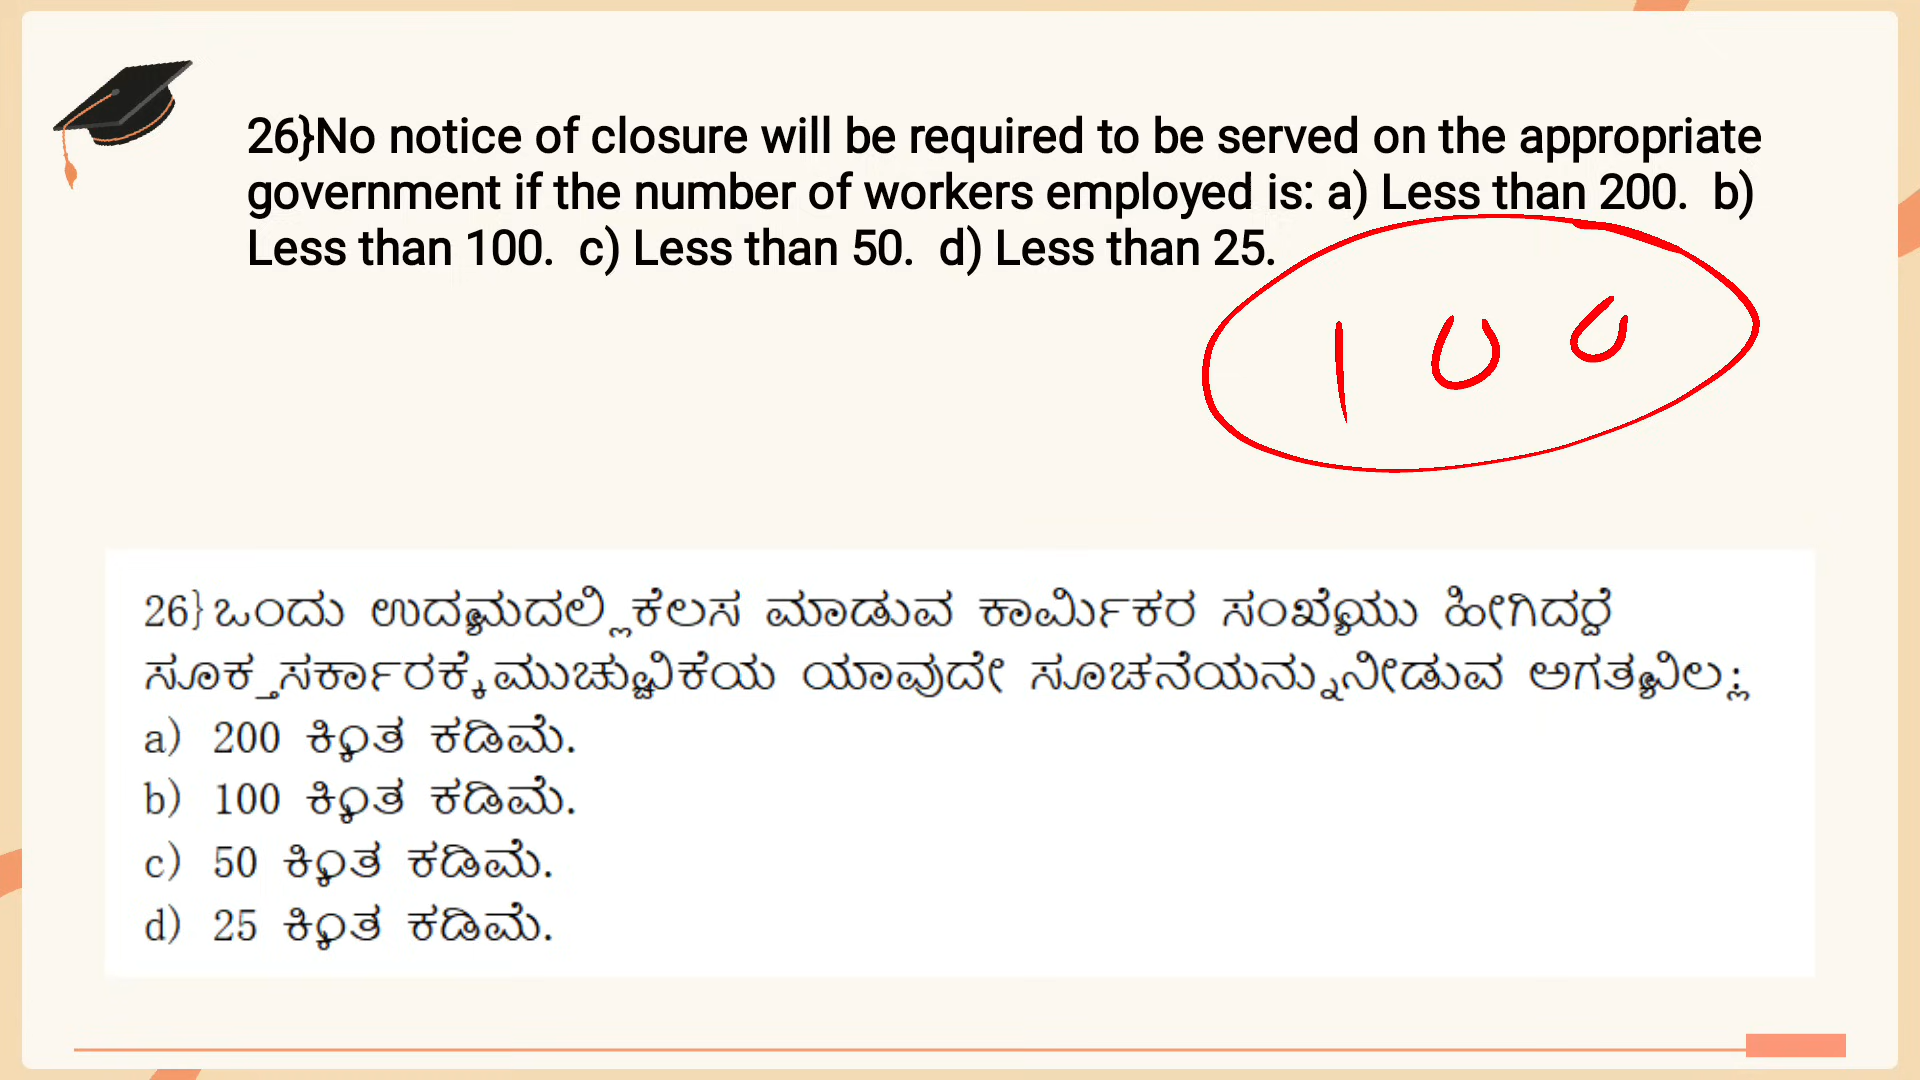 26}No notice of closure will be required to be served on the appropriate
government if the number of workers employed is: a) Less than 200.  b)
Less than 100.  c) Less than 50.  d) Less than 25.
100
26}ಒಂದು ಉದ್ಯಮದಲ್ಲಿ ಕೆಲಸ ಮಾಡುವ ಕಾರ್ಮಿಕರ ಸಂಖ್ಯೆಯು ಹೀಗಿದರೆ
ಸೂಕ್ತ ಸರ್ಕಾರಕ್ಕೆ ಮುಚ್ಚುವಿಕೆಯ ಯಾವುದೇ ಸೂಚನೆಯನ್ನು ನೀಡುವ ಅಗತ್ಯವಿಲ್ಲ:
a) 200 ಕ್ಕಿಂತ ಕಡಿಮೆ.
b) 100 ಕ್ಕಿಂತ ಕಡಿಮೆ.
c) 50 ಕ್ಕಿಂತ ಕಡಿಮೆ.
d) 25 ಕ್ಕಿಂತ ಕಡಿಮೆ.